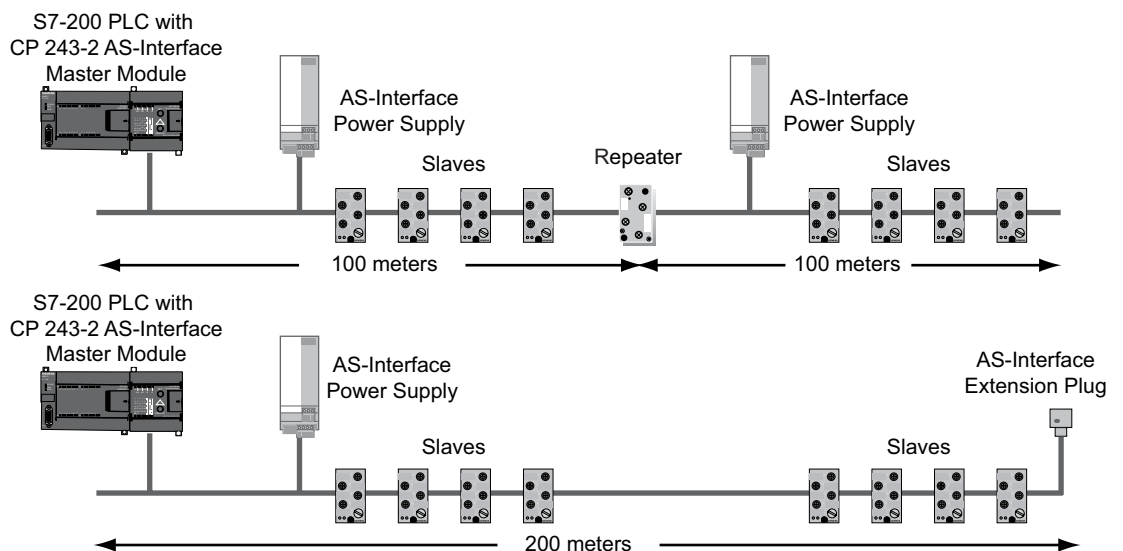 S7-200 PLC with
CP 243-2 AS-Interface
Master Module
AS-Interface
Power Supply
Slaves
Repeater
AS-Interface
Power Supply
Slaves
100 meters
100 meters
S7-200 PLC with
CP 243-2 AS-Interface
Master Module
AS-Interface
Power Supply
Slaves
Slaves
AS-Interface
Extension Plug
200 meters